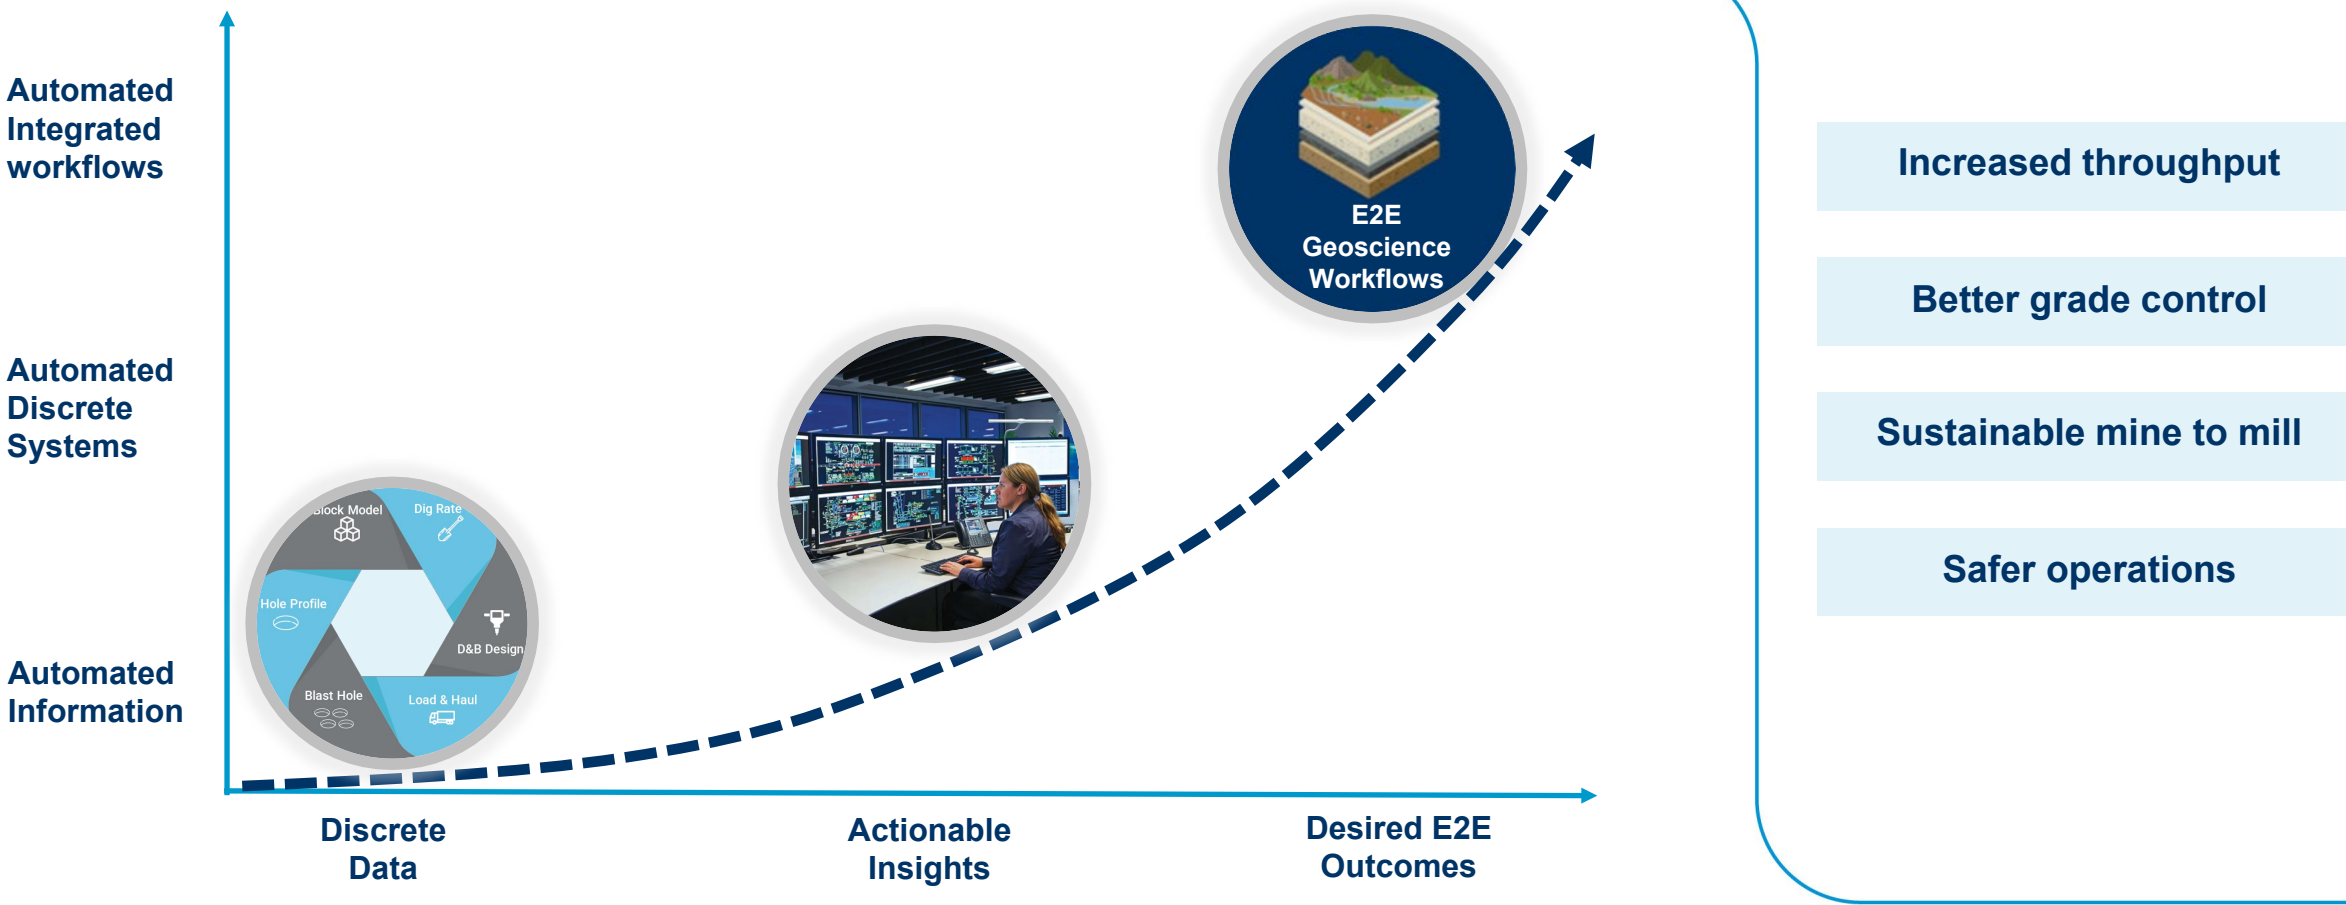 Automated
Integrated
workflows
Automated
Discrete
Systems
Automated
Information
Block Model
Dig Rate
Hole Profile
D&B Design
Blast Hole
Load & Haul
E2E
Geoscience
Workflows
Discrete
Data
Actionable
Insights
Desired E2E
Outcomes
Increased throughput
Better grade control
Sustainable mine to mill
Safer operations